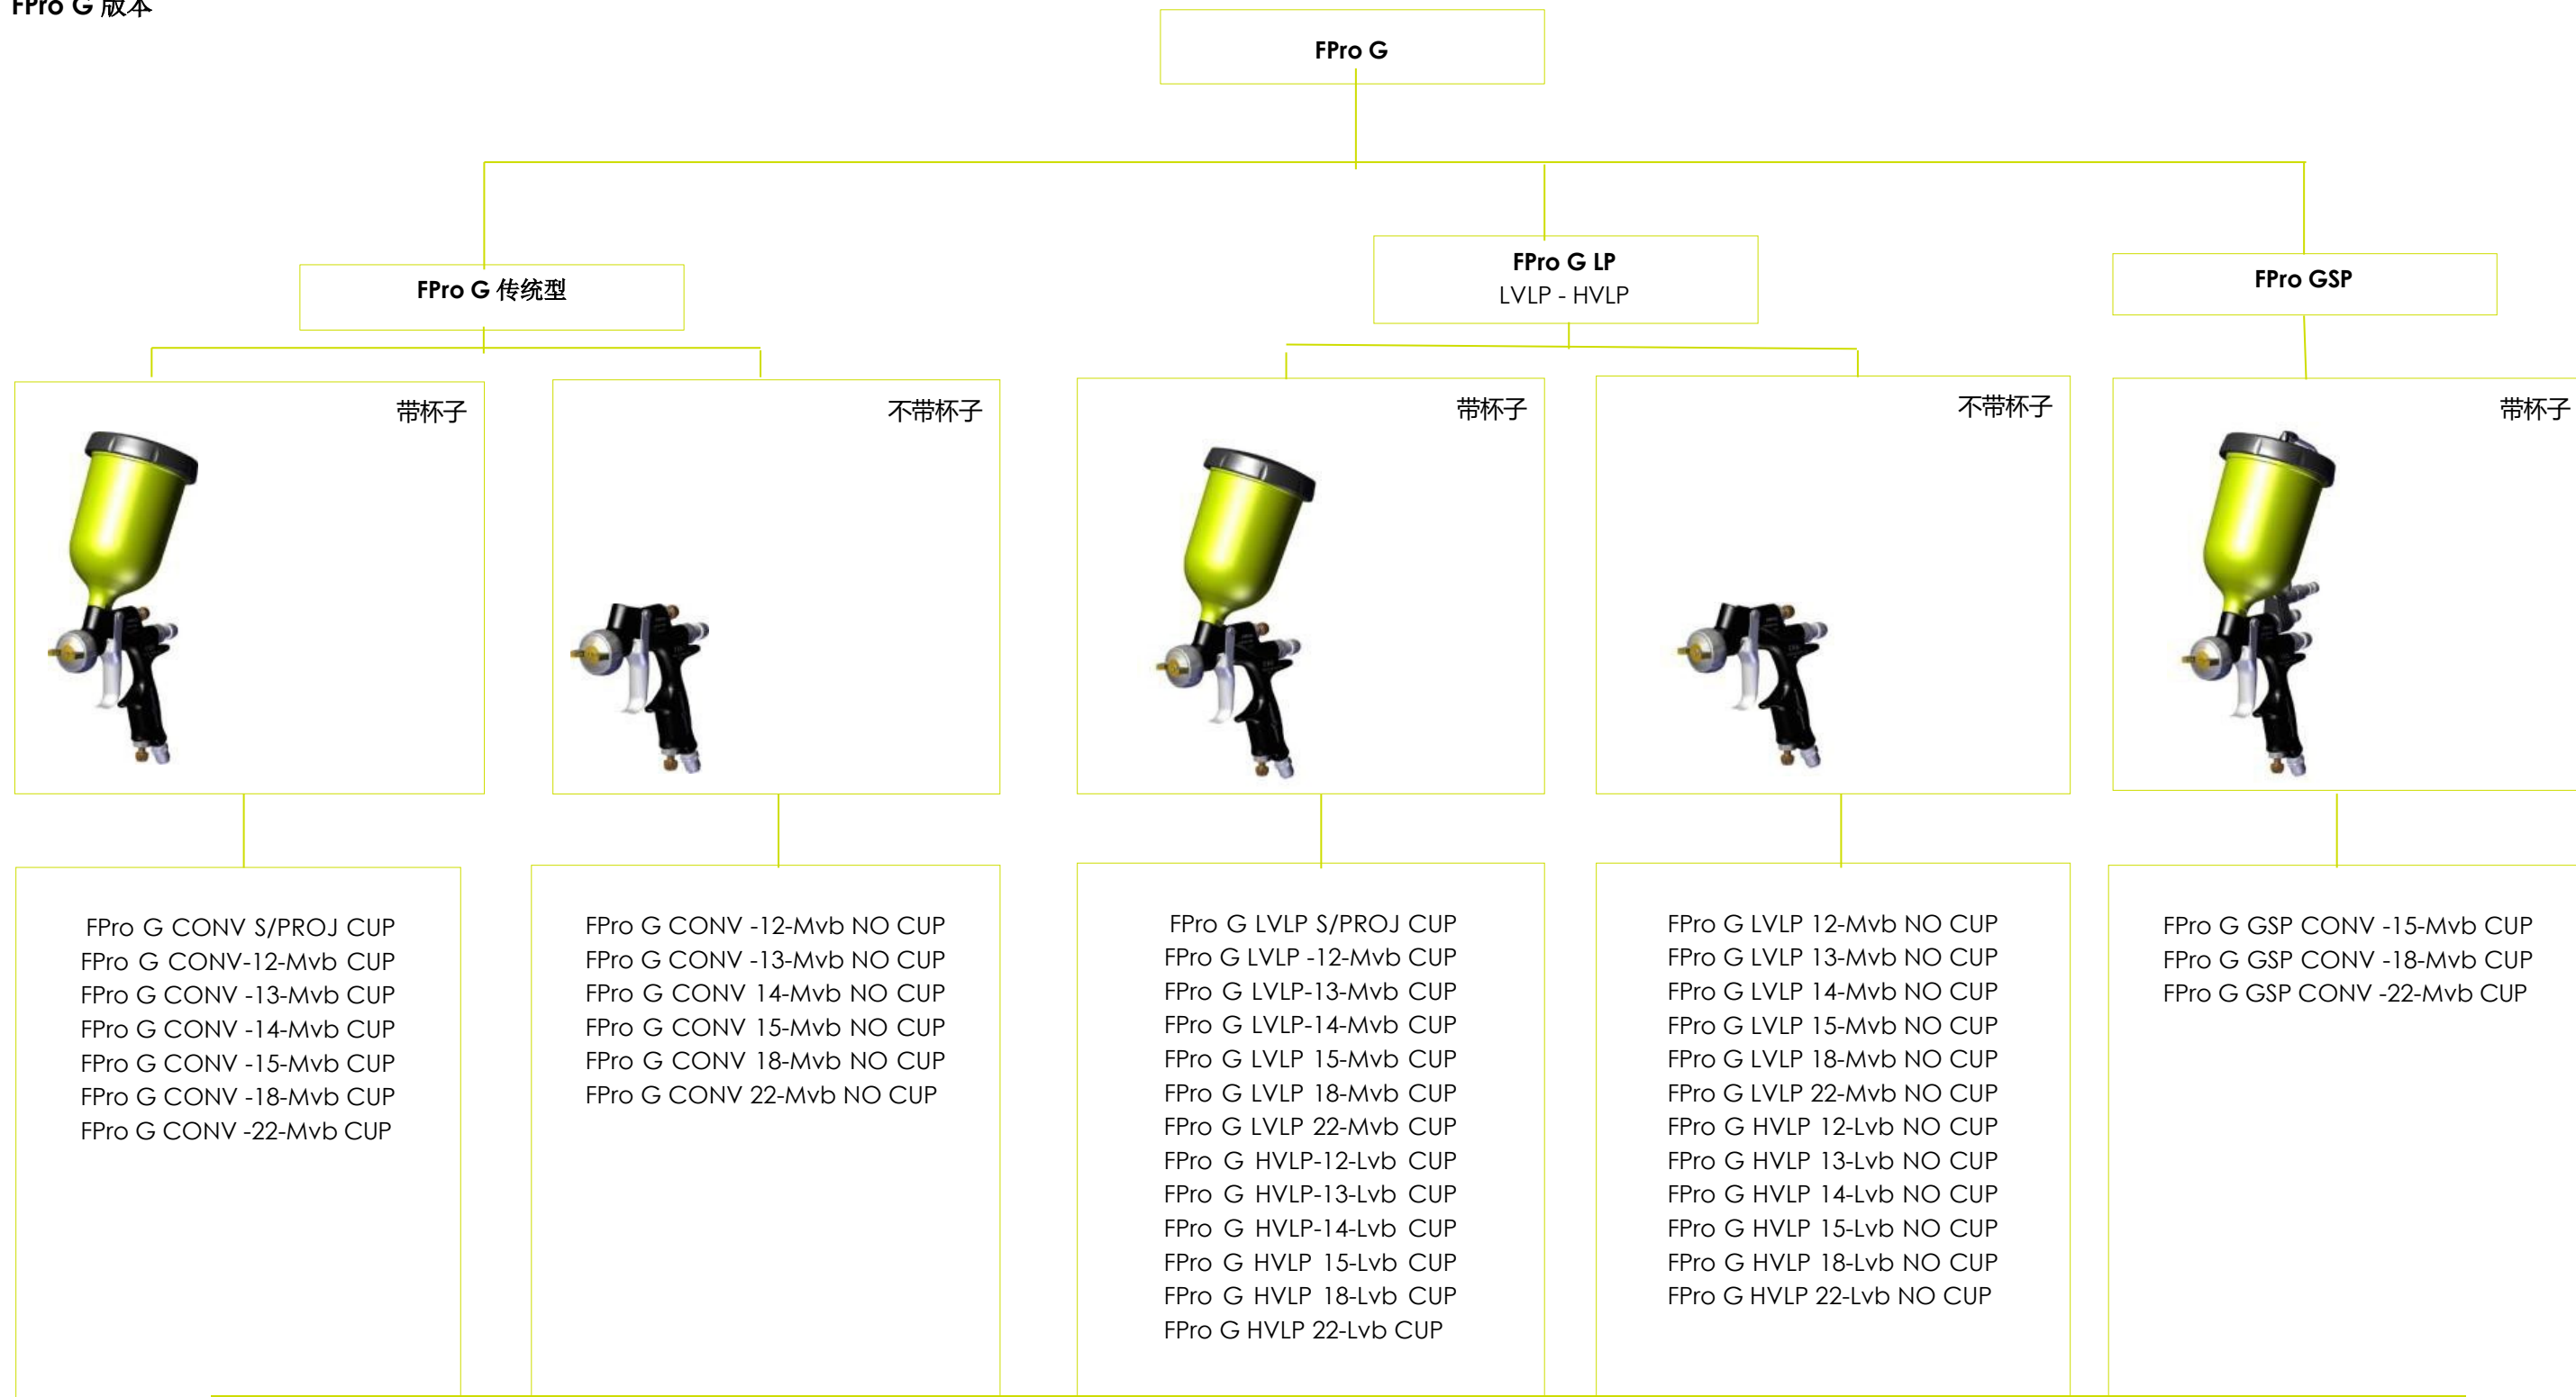 FPro G 版本
FPro G
FPro G 传统型
FPro G LP
LVLP - HVLP
FPro GSP
带杯子
不带杯子
带杯子
不带杯子
带杯子
FPro G CONV S/PROJ CUP
FPro G CONV-12-Mvb CUP
FPro G CONV -13-Mvb CUP
FPro G CONV -14-Mvb CUP
FPro G CONV -15-Mvb CUP
FPro G CONV -18-Mvb CUP
FPro G CONV -22-Mvb CUP
FPro G CONV -12-Mvb NO CUP
FPro G CONV -13-Mvb NO CUP
FPro G CONV 14-Mvb NO CUP
FPro G CONV 15-Mvb NO CUP
FPro G CONV 18-Mvb NO CUP
FPro G CONV 22-Mvb NO CUP
FPro G LVLP S/PROJ CUP
FPro G LVLP -12-Mvb CUP
FPro G LVLP-13-Mvb CUP
FPro G LVLP-14-Mvb CUP
FPro G LVLP 15-Mvb CUP
FPro G LVLP 18-Mvb CUP
FPro G LVLP 22-Mvb CUP
FPro G HVLP-12-Lvb CUP
FPro G HVLP-13-Lvb CUP
FPro G HVLP-14-Lvb CUP
FPro G HVLP 15-Lvb CUP
FPro G HVLP 18-Lvb CUP
FPro G HVLP 22-Lvb CUP
FPro G LVLP 12-Mvb NO CUP
FPro G LVLP 13-Mvb NO CUP
FPro G LVLP 14-Mvb NO CUP
FPro G LVLP 15-Mvb NO CUP
FPro G LVLP 18-Mvb NO CUP
FPro G LVLP 22-Mvb NO CUP
FPro G HVLP 12-Lvb NO CUP
FPro G HVLP 13-Lvb NO CUP
FPro G HVLP 14-Lvb NO CUP
FPro G HVLP 15-Lvb NO CUP
FPro G HVLP 18-Lvb NO CUP
FPro G HVLP 22-Lvb NO CUP
FPro G GSP CONV -15-Mvb CUP
FPro G GSP CONV -18-Mvb CUP
FPro G GSP CONV -22-Mvb CUP